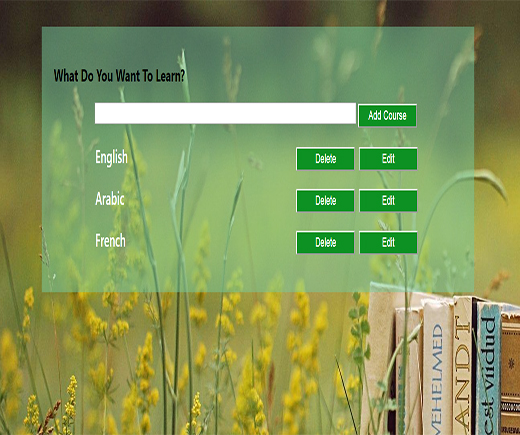 What Do You Want To Learn?
Add Course
English Delete Edit
Arabic Delete Edit
French Delete Edit
VEHELMED
ANDT
est viidud